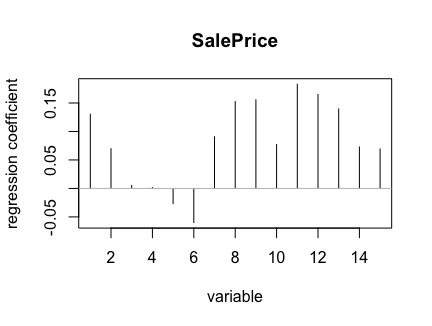 SalePrice
regression coefficient
0.15
0.05
-0.05
2 4 6 8 10 12 14
variable